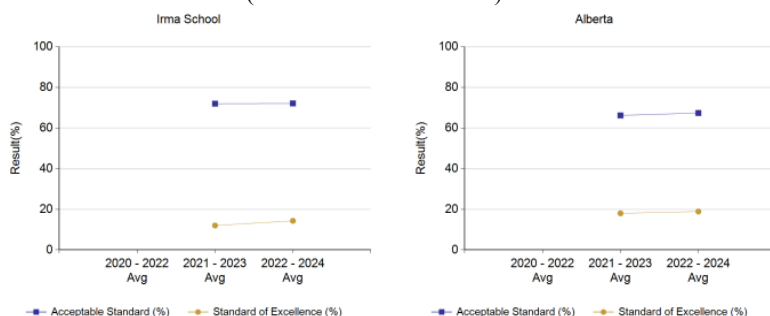 Irma School
100
80
60
40
20
0
Result(%)
2020 - 2022
Avg
2021 - 2023
Avg
2022 - 2024
Avg
Acceptable Standard (%)
Standard of Excellence (%)
Alberta
100
80
60
40
20
0
Result(%)
2020 - 2022
Avg
2021 - 2023
Avg
2022 - 2024
Avg
Acceptable Standard (%)
Standard of Excellence (%)